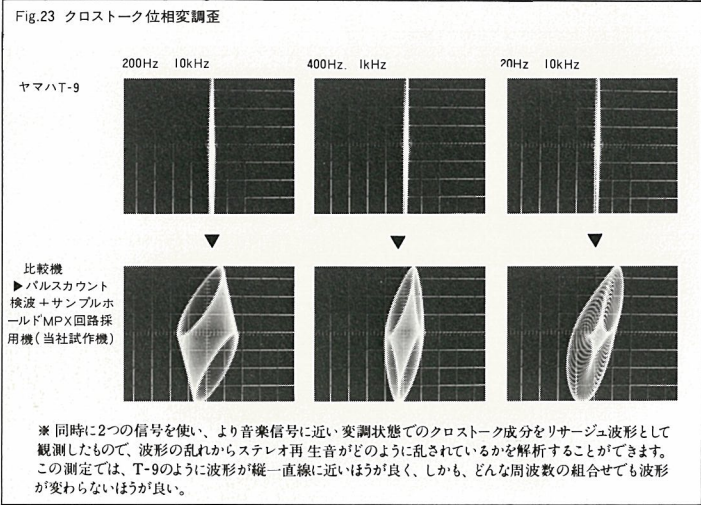 Fig.23 クロストーク位相変調歪
200Hz 10kHz
400Hz. 1kHz
20Hz 10kHz
ヤマハT-9
▼ ▼ ▼
比較機
▶パルスカウント
検波+サンプルホ
ールドMPX回路採
用機(当社試作機)
※ 同時に2つの信号を使い、より音楽信号に近い変調状態でのクロストーク成分をリサージュ波形として
観測したもので、波形の乱れからステレオ再生音がどのように乱されているかを解析することができます。
この測定では、T-9のように波形が縦一直線に近いほうが良く、しかも、どんな周波数の組合せでも波形
が変わらないほうが良い。